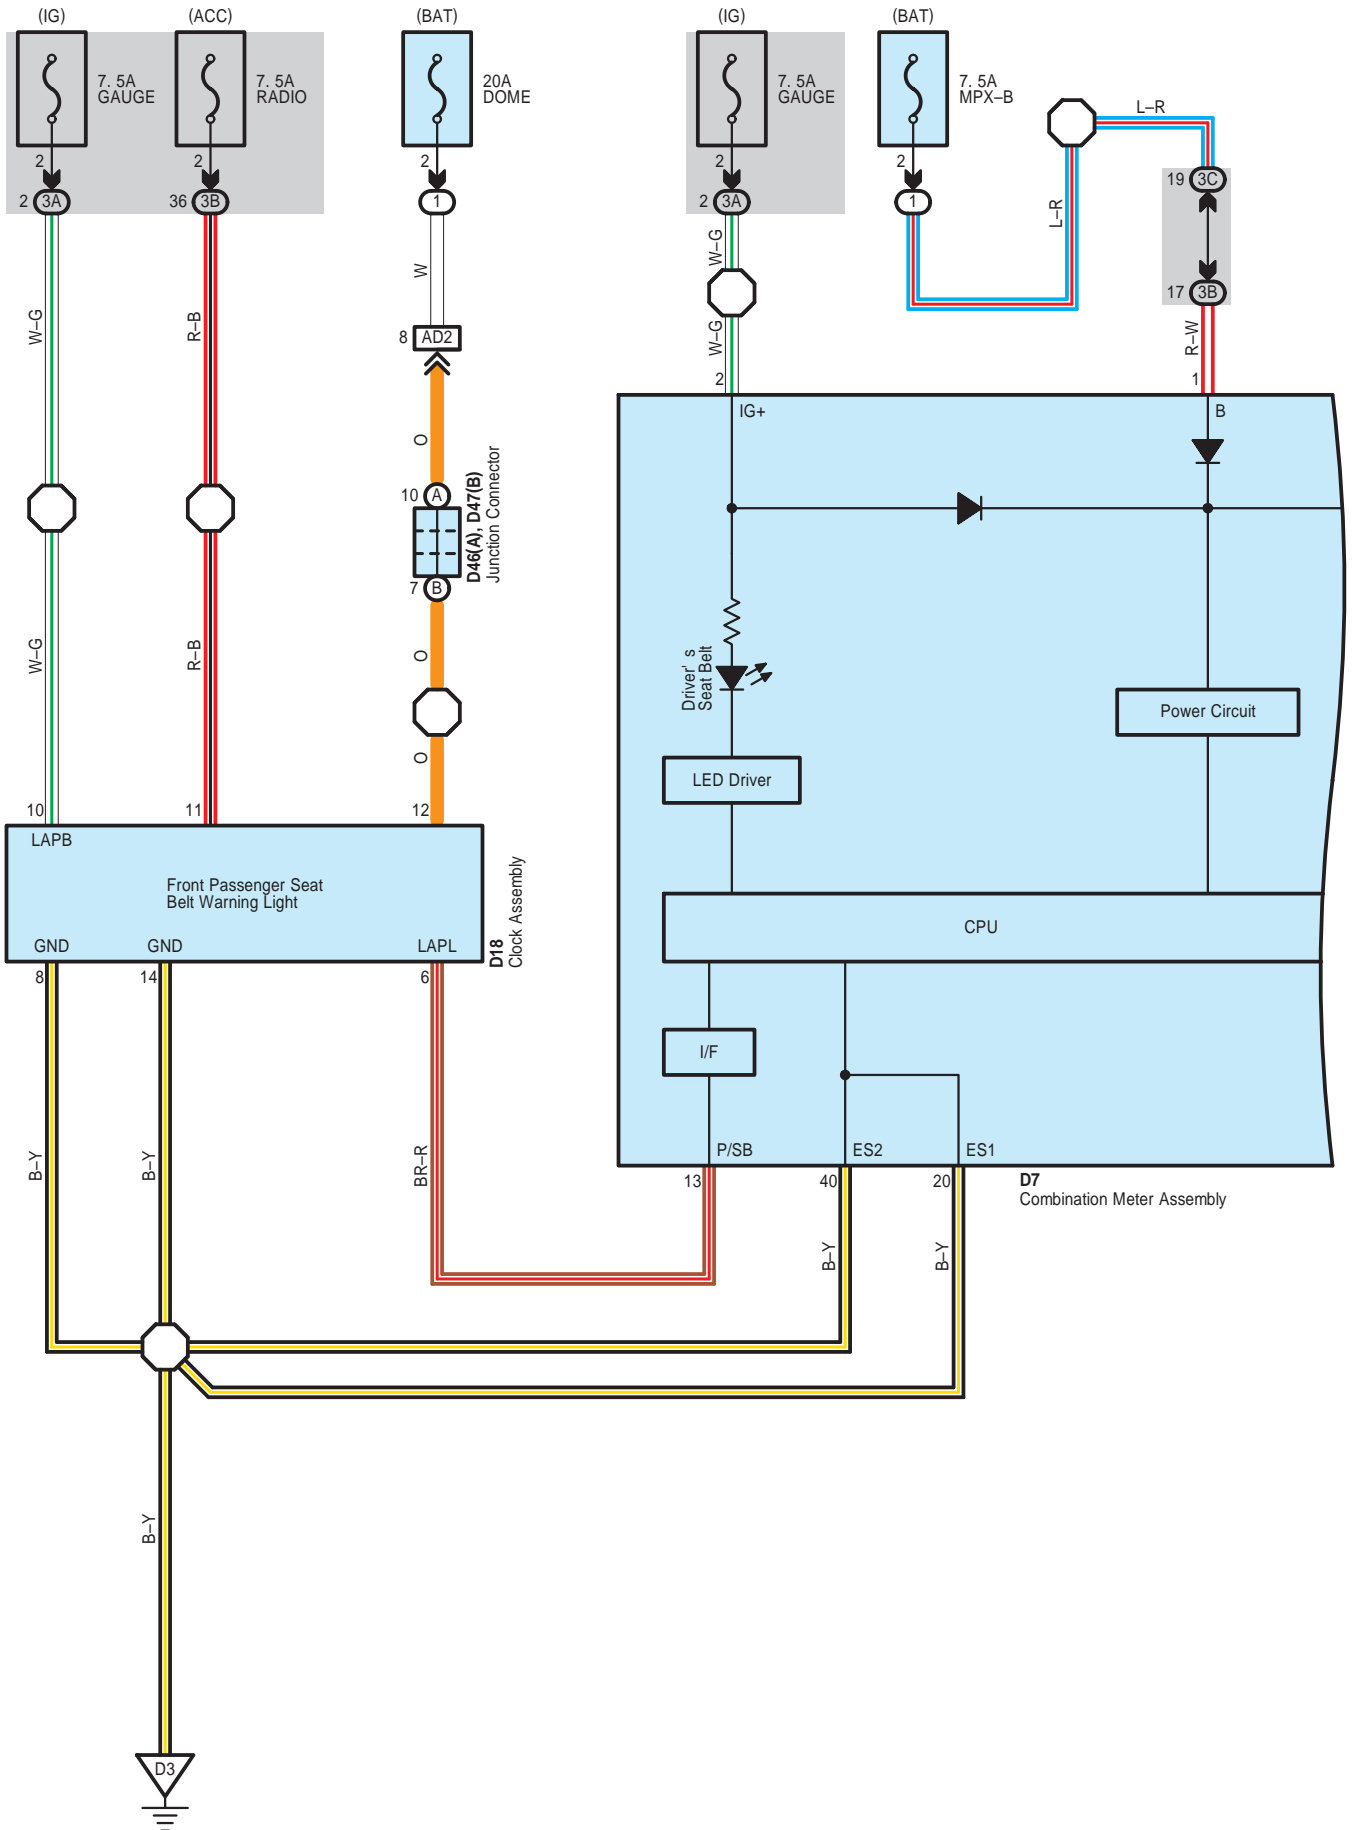 (IG)
(ACC)
(BAT)
(IG)
(BAT)
7. 5A
GAUGE
7. 5A
RADIO
20A
DOME
7. 5A
GAUGE
7. 5A
MPX–B
L–R
2
2
2
2
2
2 3A
36 3B
1
2 3A
1
19 3C
L–R
W–G
W
17 3B
W–G
R–B
8 AD2
W–G
R–W
2
1
IG+
B
O
10 A
D46(A), D47(B)
Junction Connector
7 B
W–G
R–B
O
Driver' s
Seat Belt
Power Circuit
O
LED Driver
10
11
12
LAPB
Front Passenger Seat
Belt Warning Light
D18
Clock Assembly
CPU
GND
GND
LAPL
8
14
6
I/F
P/SB
ES2
ES1
B–Y
B–Y
BR–R
13
40
20
D7
Combination Meter Assembly
B–Y
B–Y
B–Y
D3